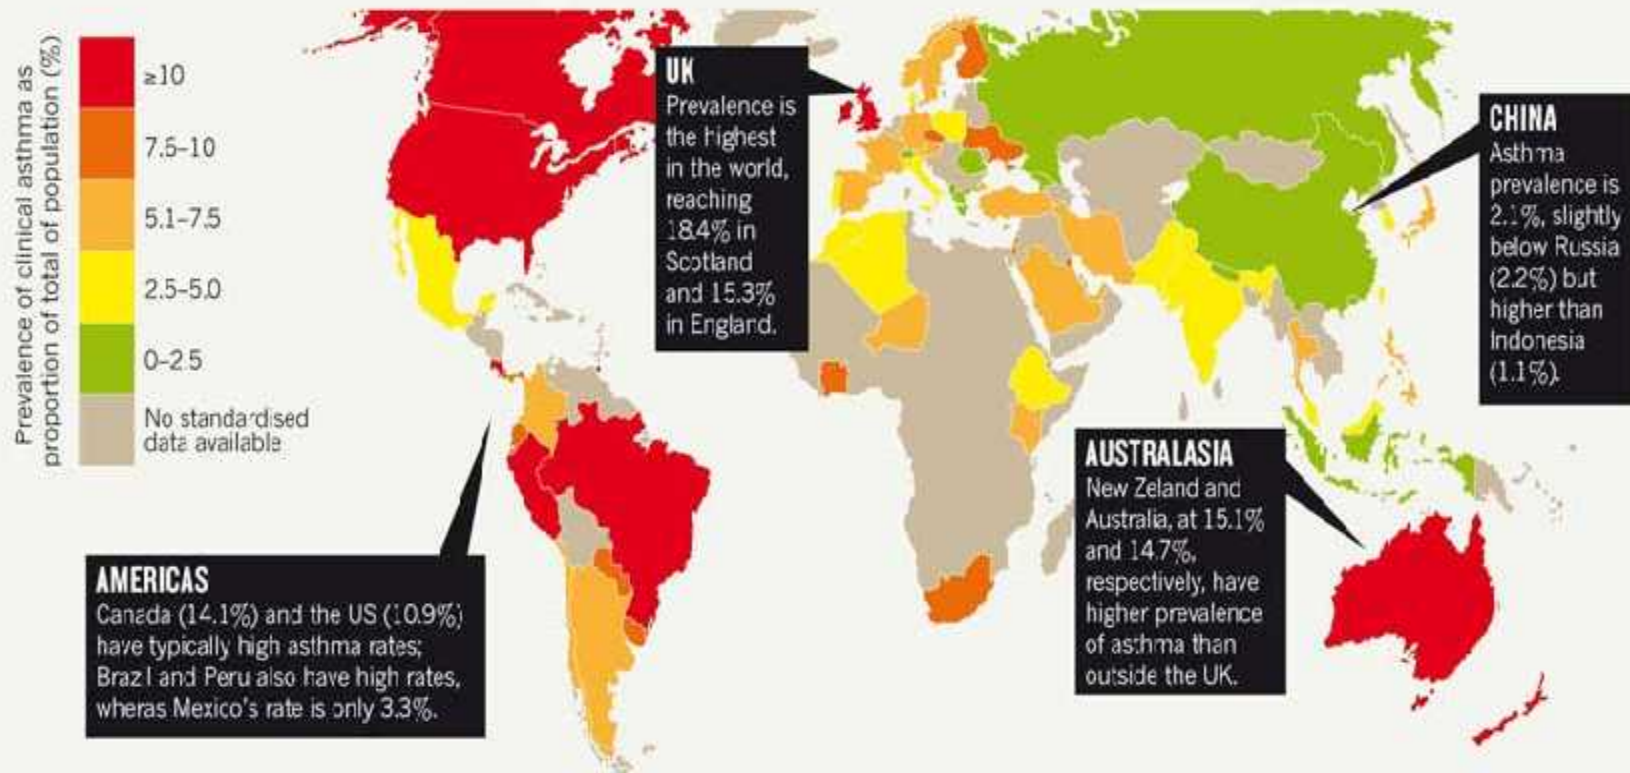 Prevalence of clinical asthma as
proportion of total of population (%)
≥10
7.5–10
5.1–7.5
2.5–5.0
0–2.5
No standardised
data available
UK
Prevalence is
the highest
in the world,
reaching
18.4% in
Scotland
and 15.3%
in England.
CHINA
Asthma
prevalence is
2.1%, slightly
below Russia
(2.2%) but
higher than
Indonesia
(1.1%).
AMERICAS
Canada (14.1%) and the US (10.9%)
have typically high asthma rates;
Brazil and Peru also have high rates,
wheras Mexico's rate is only 3.3%.
AUSTRALASIA
New Zeland and
Australia, at 15.1%
and 14.7%,
respectively, have
higher prevalence
of asthma than
outside the UK.